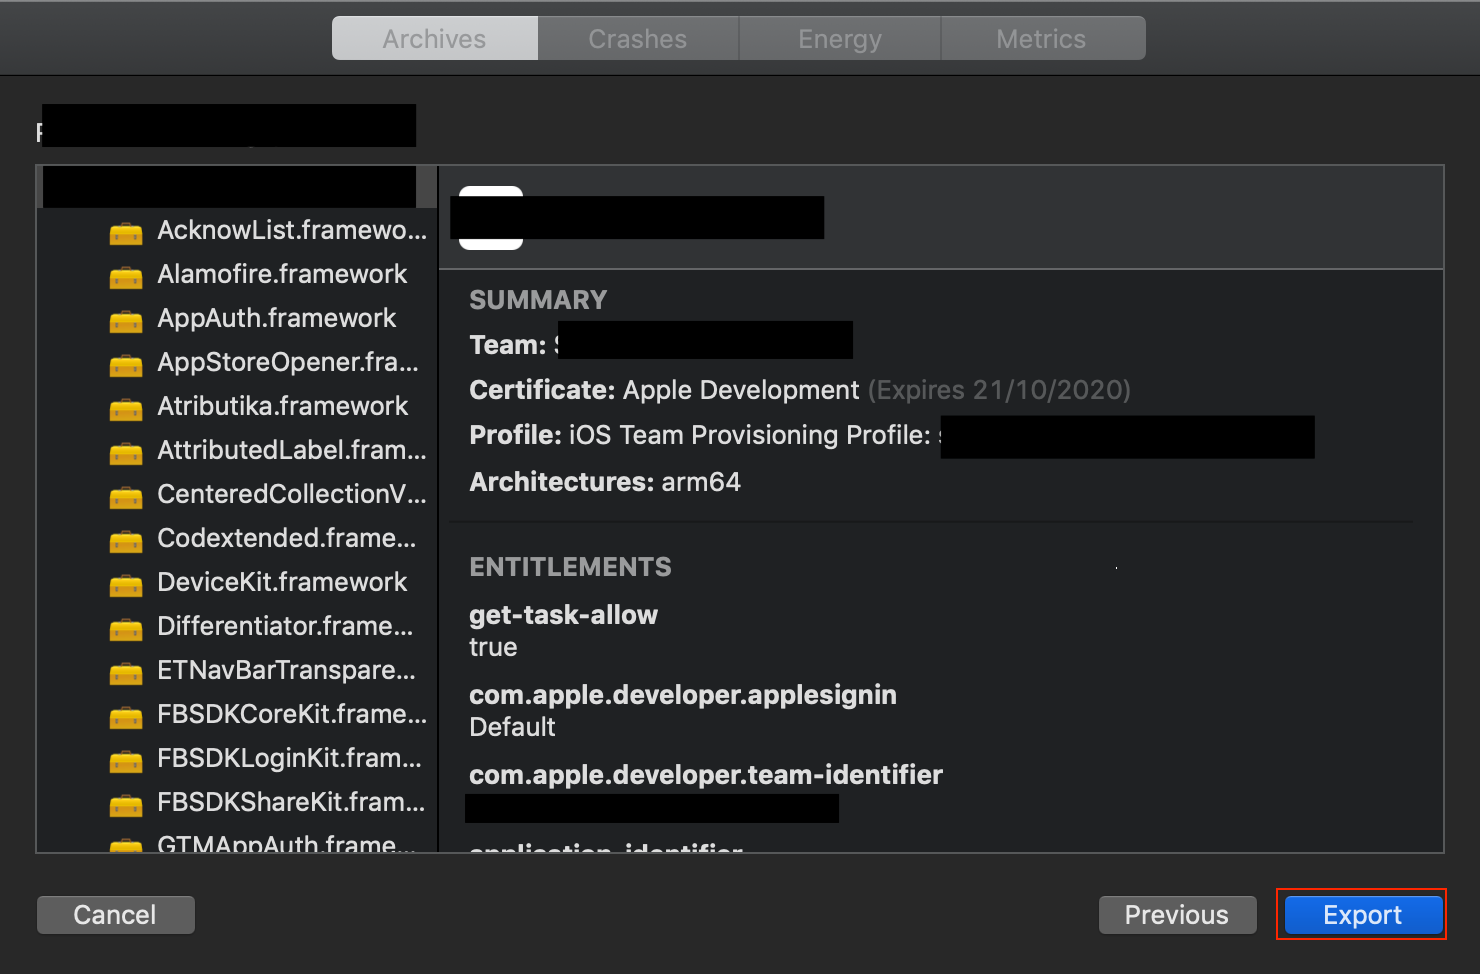 Archives Crashes Energy Metrics
AcknowList.framewo...
Alamofire.framework
AppAuth.framework
AppStoreOpener.fra...
Atributika.framework
AttributedLabel.fram...
CenteredCollectionV...
Codextended.frame...
DeviceKit.framework
Differentiator.frame...
ETNavBarTranspare...
FBSDKCoreKit.frame...
FBSDKLoginKit.fram...
FBSDKShareKit.fram...
GTMAppAuth.frame...
SUMMARY
Team:
Certificate: Apple Development (Expires 21/10/2020)
Profile: iOS Team Provisioning Profile:
Architectures: arm64
ENTITLEMENTS
get-task-allow
true
com.apple.developer.applesignin
Default
com.apple.developer.team-identifier
application-identifier
Cancel Previous Export